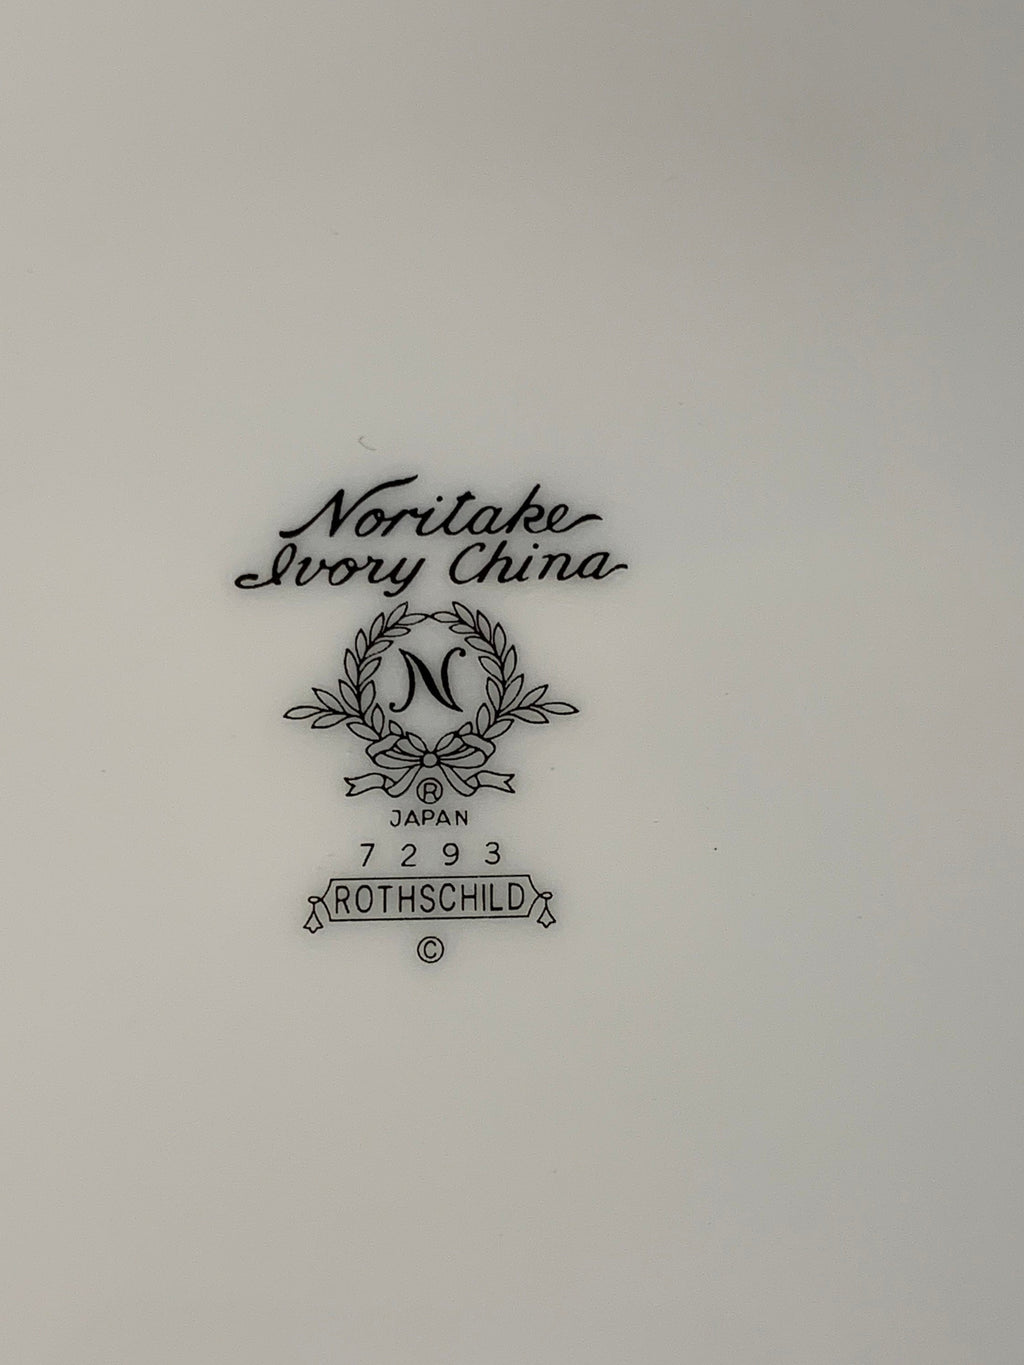 Noritake
Ivory China
N
®
JAPAN
7293
ROTHSCHILD
©